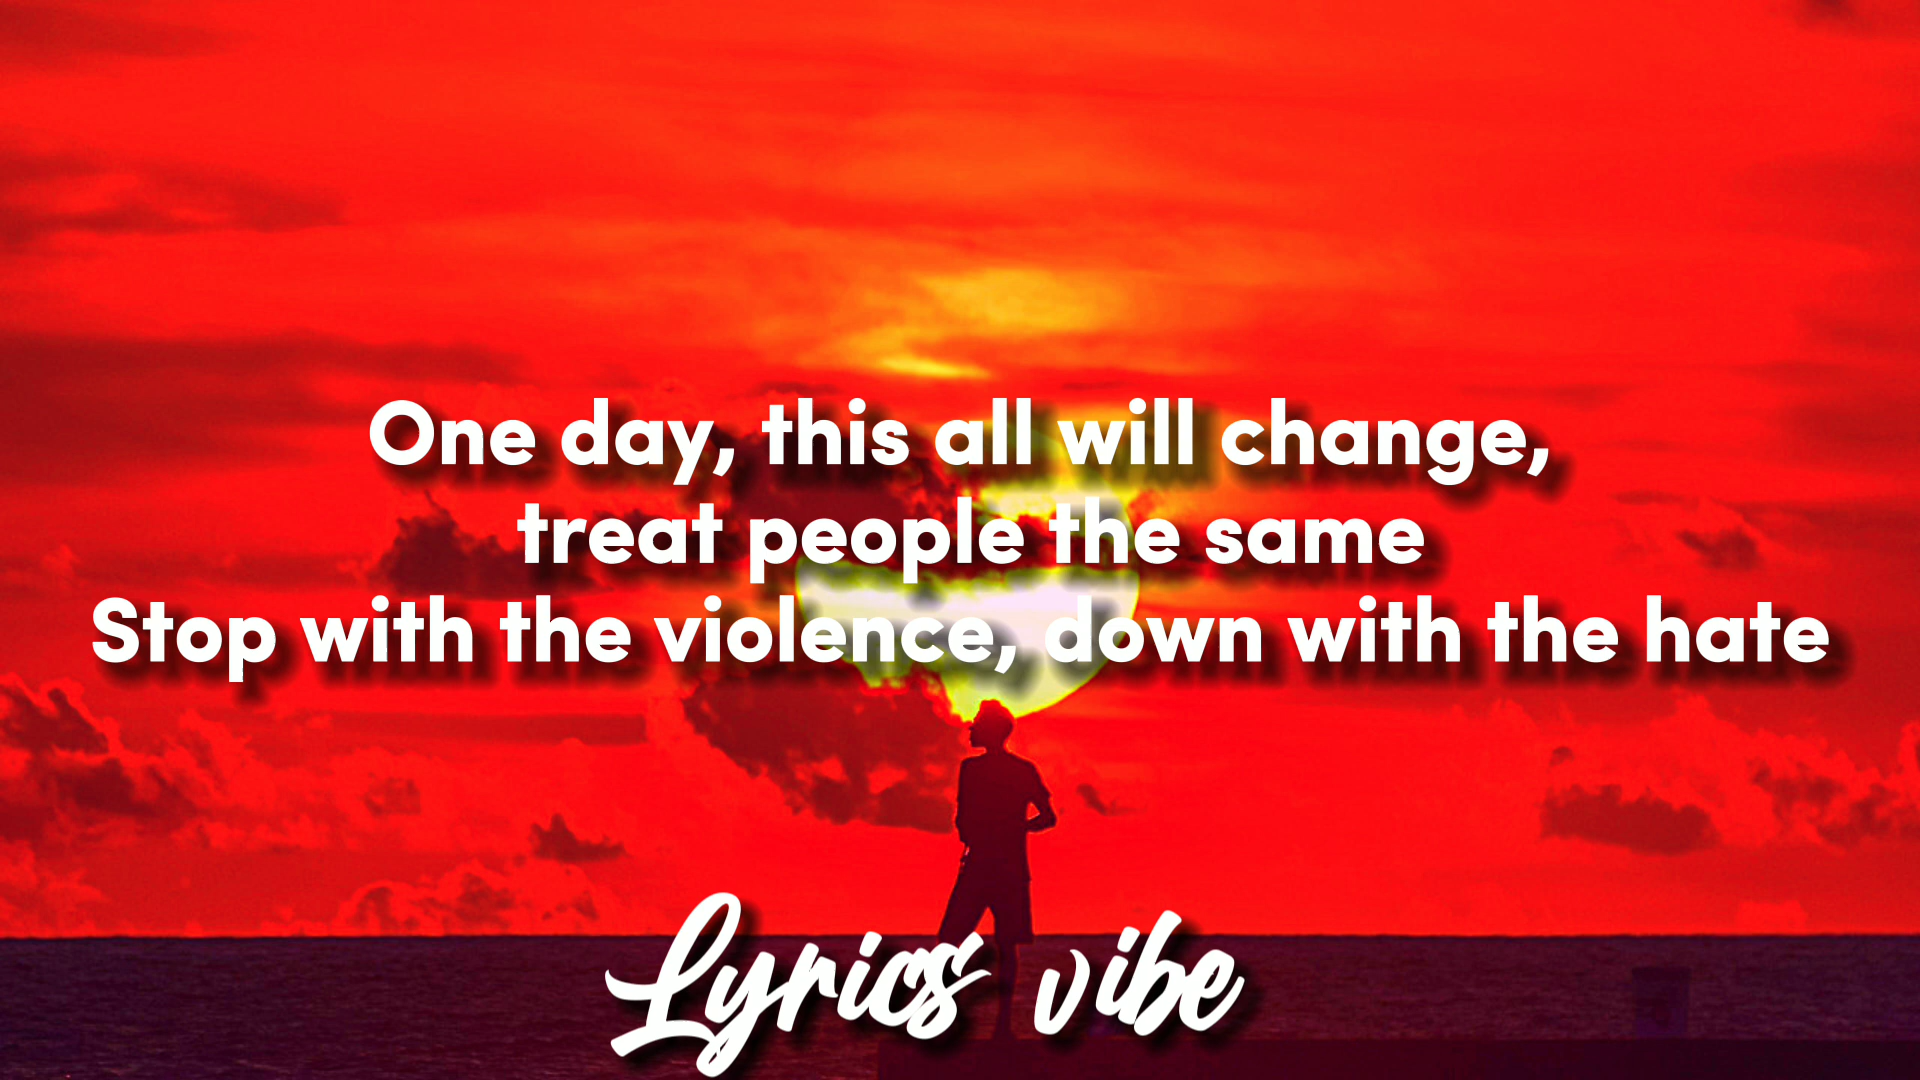 One day, this all will change,
treat people the same
Stop with the violence, down with the hate
Lyrics vibe